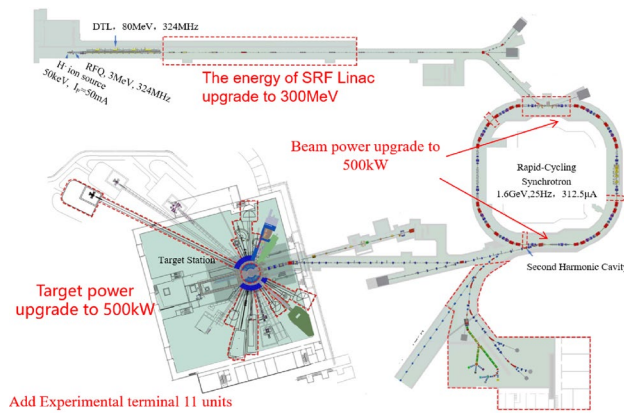 DTL, 80MeV, 324MHz
RFQ, 3MeV, 324MHz
H⁻ ion source
50keV, Iₚ=50mA
The energy of SRF Linac
upgrade to 300MeV
Beam power upgrade to
500kW
Rapid-Cycling
Synchrotron
1.6GeV,25Hz, 312.5μA
Second Harmonic Cavity
Target Station
Target power
upgrade to 500kW
Add Experimental terminal 11 units